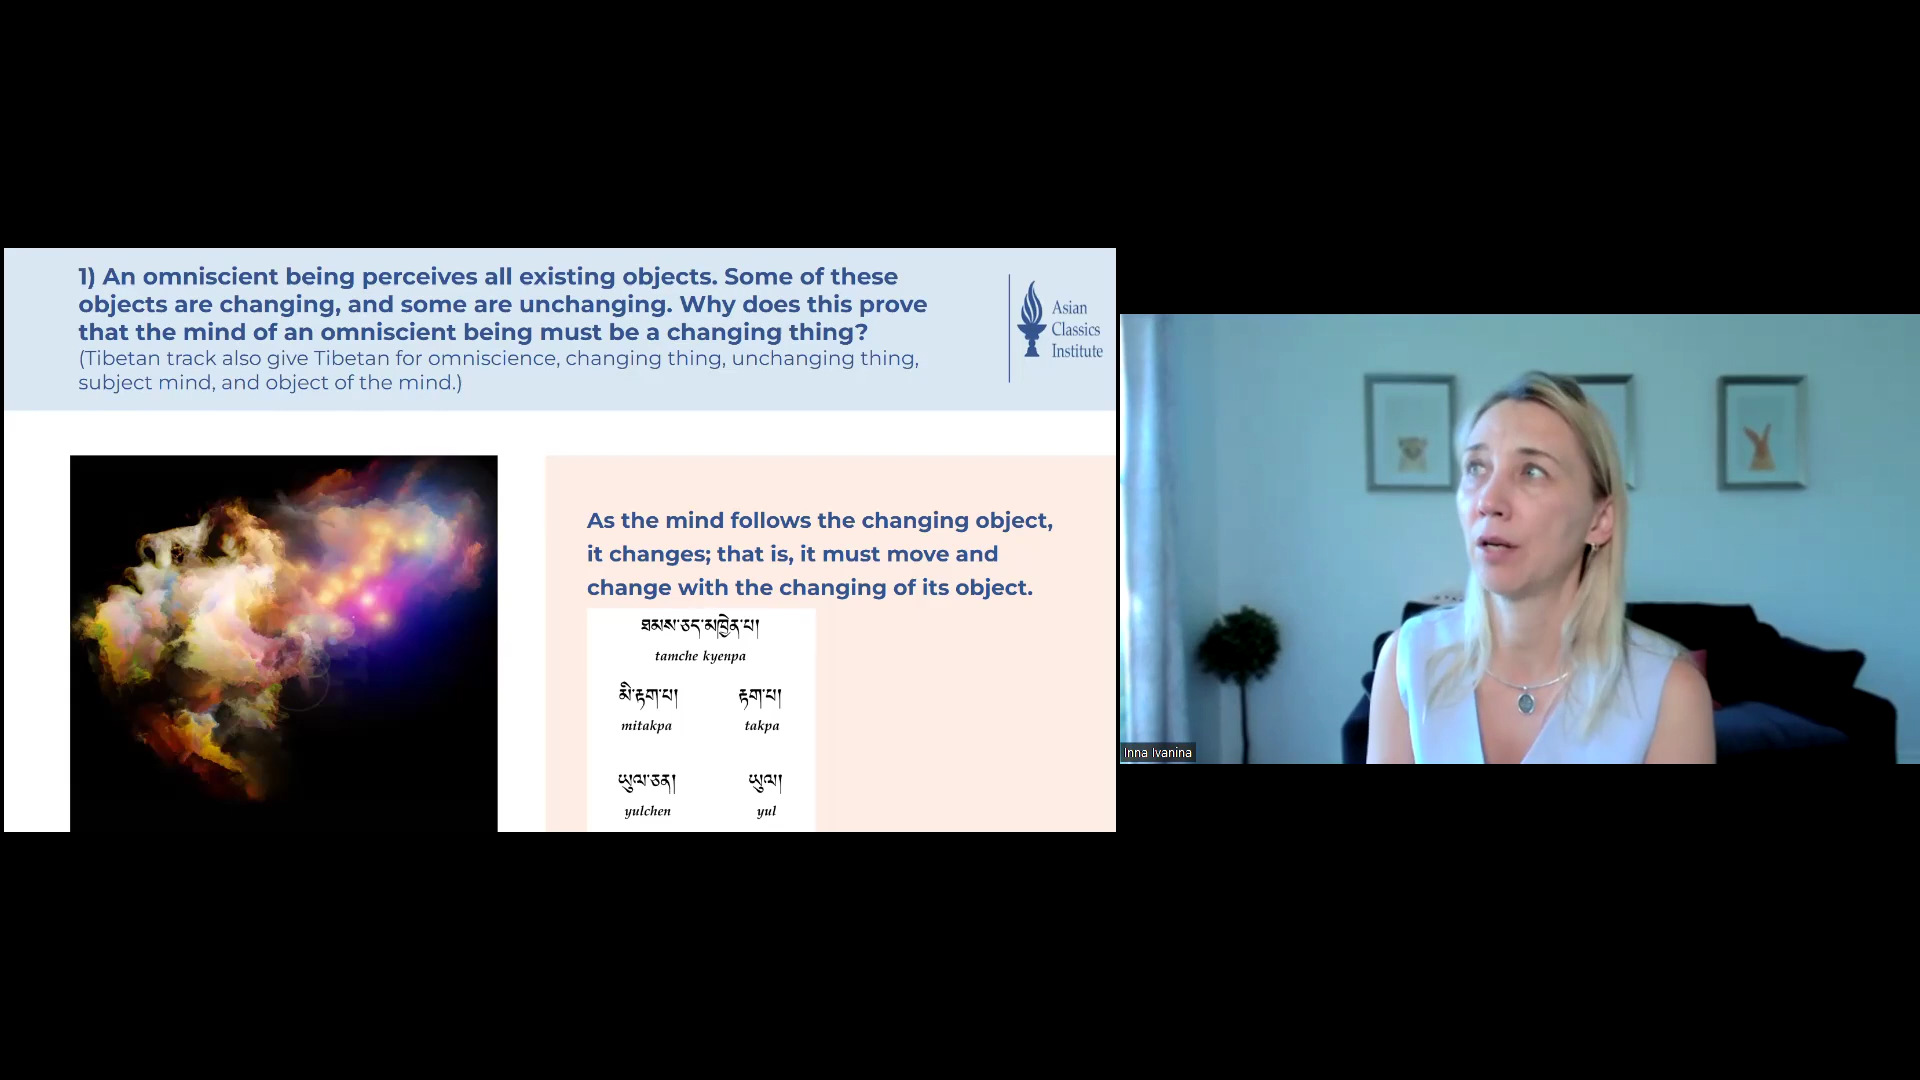 1) An omniscient being perceives all existing objects. Some of these
objects are changing, and some are unchanging. Why does this prove
that the mind of an omniscient being must be a changing thing?
(Tibetan track also give Tibetan for omniscience, changing thing, unchanging thing,
subject mind, and object of the mind.)
Asian
Classics
Institute
As the mind follows the changing object,
it changes; that is, it must move and
change with the changing of its object.
ཐམས་ཅད་མཁྱེན་པ།
tamche kyenpa
མི་རྟག་པ། རྟག་པ།
mitakpa takpa
ཡུལ་ཅན། ཡུལ།
yulchen yul
Inna Ivanina